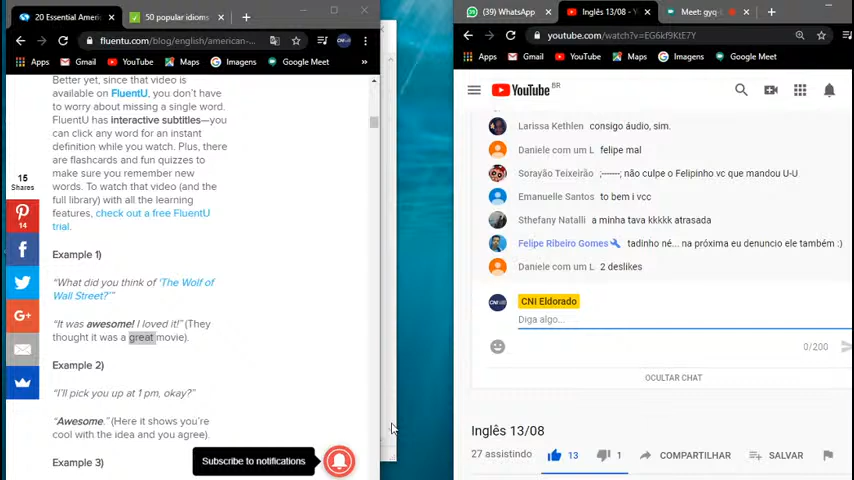 20 Essential Ameri
50 popular idioms
fluentu.com/blog/english/american-...
Apps Gmail YouTube Maps Imagens Google Meet
Better yet, since that video is
available on FluentU, you don't have
to worry about missing a single word.
FluentU has interactive subtitles—you
can click any word for an instant
definition while you watch. Plus, there
are flashcards and fun quizzes to
make sure you remember new
words. To watch that video (and the
full library) with all the learning
features, check out a free FluentU
trial.
15
Shares
14
G+
Example 1)
"What did you think of 'The Wolf of
Wall Street?'"
"It was awesome! I loved it!" (They
thought it was a great movie).
Example 2)
"I'll pick you up at 1 pm, okay?"
"Awesome." (Here it shows you're
cool with the idea and you agree).
Example 3)
Subscribe to notifications
(39) WhatsApp
Inglês 13/08 -
Meet: gyq-
youtube.com/watch?v=EG6kf9KtE7Y
Apps Gmail YouTube Maps Imagens Google Meet
YouTube BR
Larissa Kethlen consigo áudio, sim.
Daniele com um L felipe mal
Sorayão Teixeirão ;-----; não culpe o Felipinho vc que mandou U-U
Emanuelle Santos to bem i vcc
Sthefany Natalli a minha tava kkkkk atrasada
Felipe Ribeiro Gomes tadinho né... na próxima eu denuncio ele também :)
Daniele com um L 2 deslikes
CNI Eldorado
Diga algo...
0/200
OCULTAR CHAT
Inglês 13/08
27 assistindo
13
1
COMPARTILHAR
SALVAR